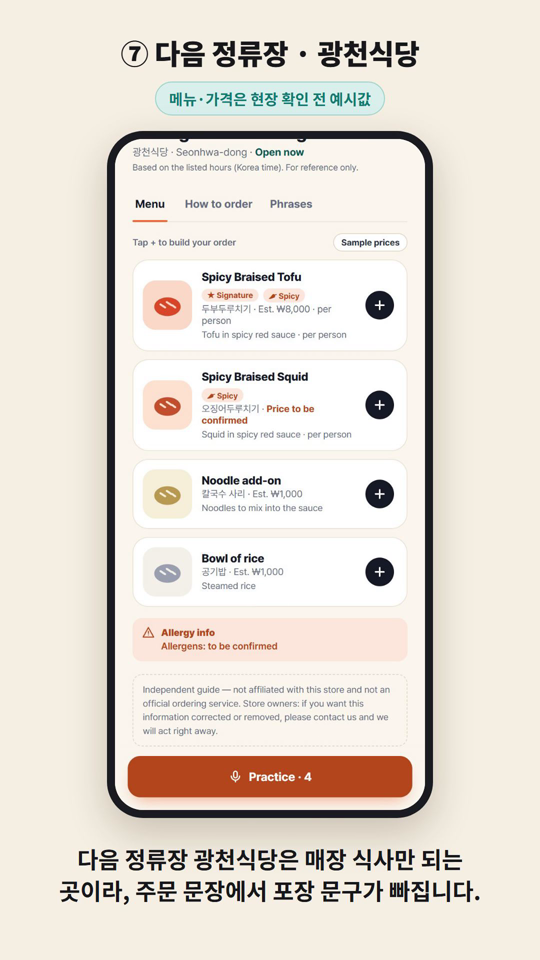 ⑦ 다음 정류장 · 광천식당
메뉴·가격은 현장 확인 전 예시값
광천식당 · Seonhwa-dong · Open now
Based on the listed hours (Korea time). For reference only.
Menu How to order Phrases
Tap + to build your order
Sample prices
Spicy Braised Tofu
★ Signature
Spicy
두부두루치기 · Est. ₩8,000 · per
person
Tofu in spicy red sauce · per person
Spicy Braised Squid
Spicy
오징어두루치기 · Price to be
confirmed
Squid in spicy red sauce · per person
Noodle add-on
칼국수 사리 · Est. ₩1,000
Noodles to mix into the sauce
Bowl of rice
공기밥 · Est. ₩1,000
Steamed rice
Allergy info
Allergens: to be confirmed
Independent guide — not affiliated with this store and not an
official ordering service. Store owners: if you want this
information corrected or removed, please contact us and we
will act right away.
Practice · 4
다음 정류장 광천식당은 매장 식사만 되는
곳이라, 주문 문장에서 포장 문구가 빠집니다.